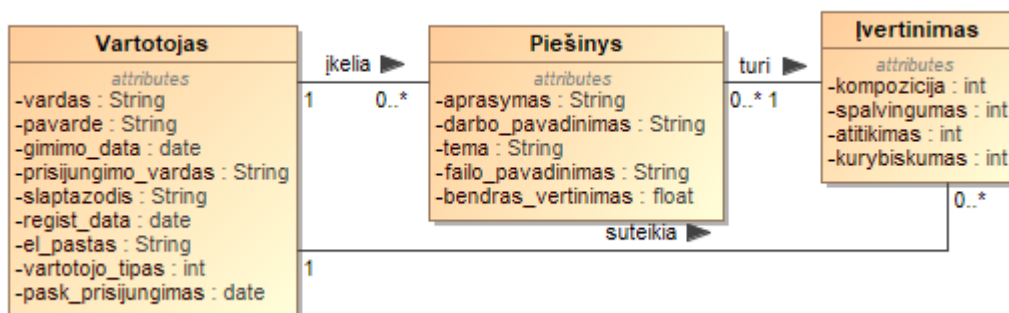 Vartotojas
attributes
-vardas : String
-pavarde : String
-gimimo_data : date
-prisijungimo_vardas : String
-slaptazodis : String
-regist_data : date
-el_pastas : String
-vartotojo_tipas : int
-pask_prisijungimas : date
įkelia
1
0..*
Piešinys
attributes
-aprasymas : String
-darbo_pavadinimas : String
-tema : String
-failo_pavadinimas : String
-bendras_vertinimas : float
turi
0..* 1
Įvertinimas
attributes
-kompozicija : int
-spalvingumas : int
-atitikimas : int
-kurybiskumas : int
0..*
suteikia
1